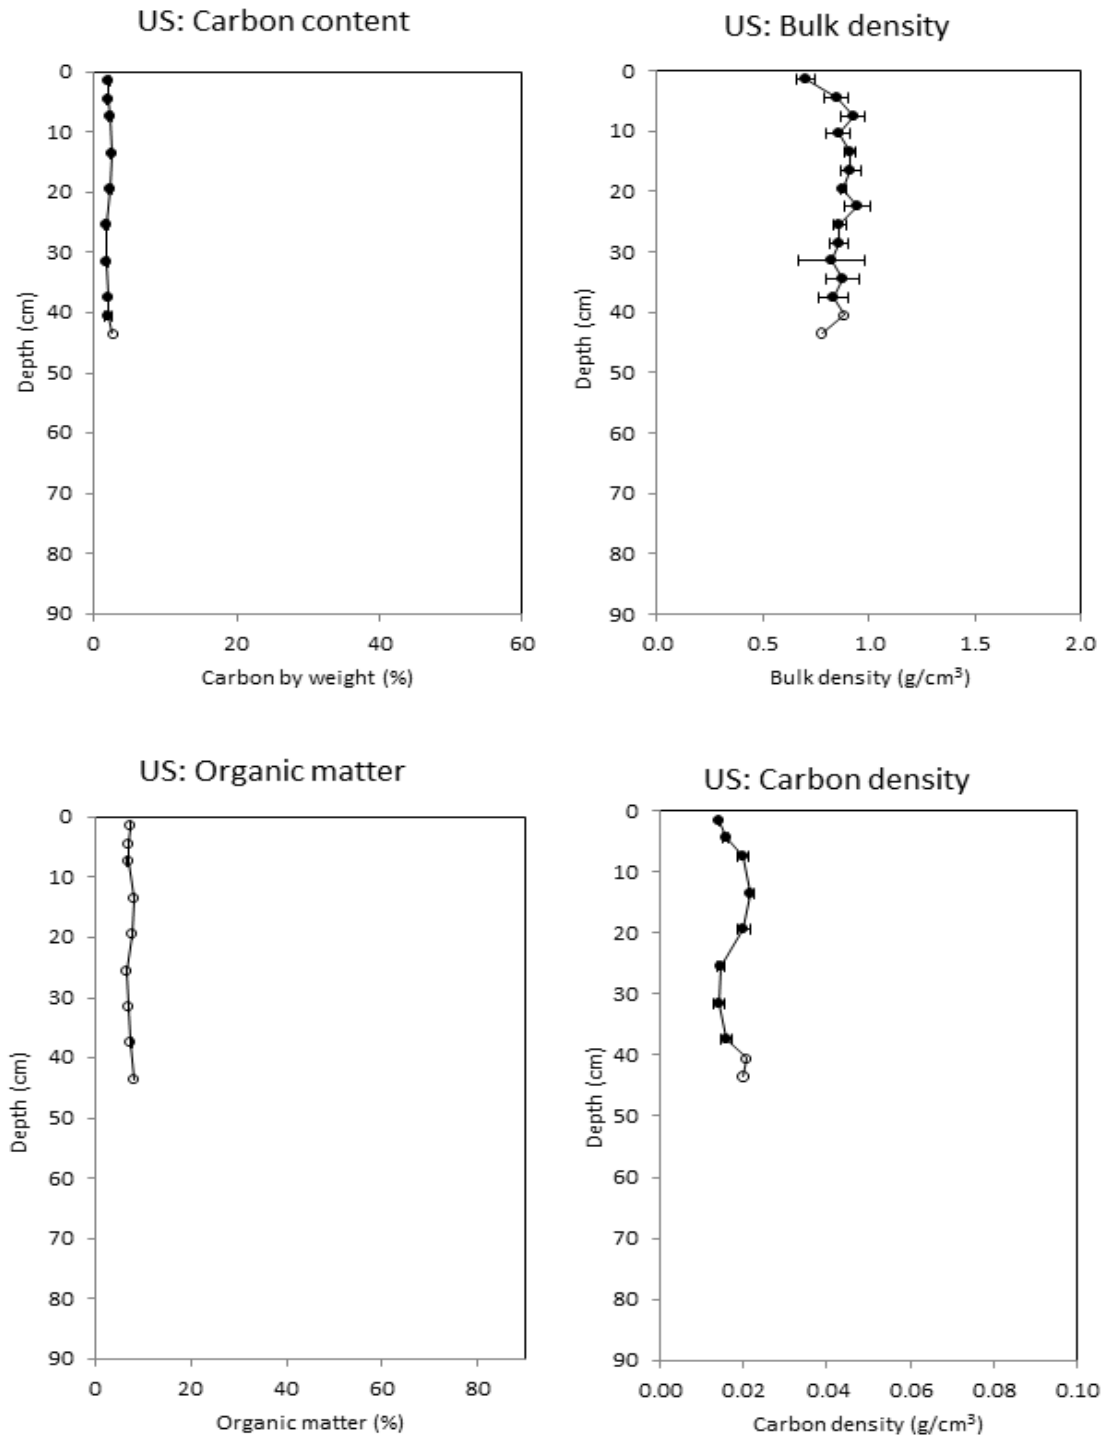 US: Carbon content
0
10
20
30
40
50
60
70
80
90
Depth (cm)
0 20 40 60
Carbon by weight (%)
US: Bulk density
0
10
20
30
40
50
60
70
80
90
Depth (cm)
0.0 0.5 1.0 1.5 2.0
Bulk density (g/cm³)
US: Organic matter
0
10
20
30
40
50
60
70
80
90
Depth (cm)
0 20 40 60 80
Organic matter (%)
US: Carbon density
0
10
20
30
40
50
60
70
80
90
Depth (cm)
0.00 0.02 0.04 0.06 0.08 0.10
Carbon density (g/cm³)